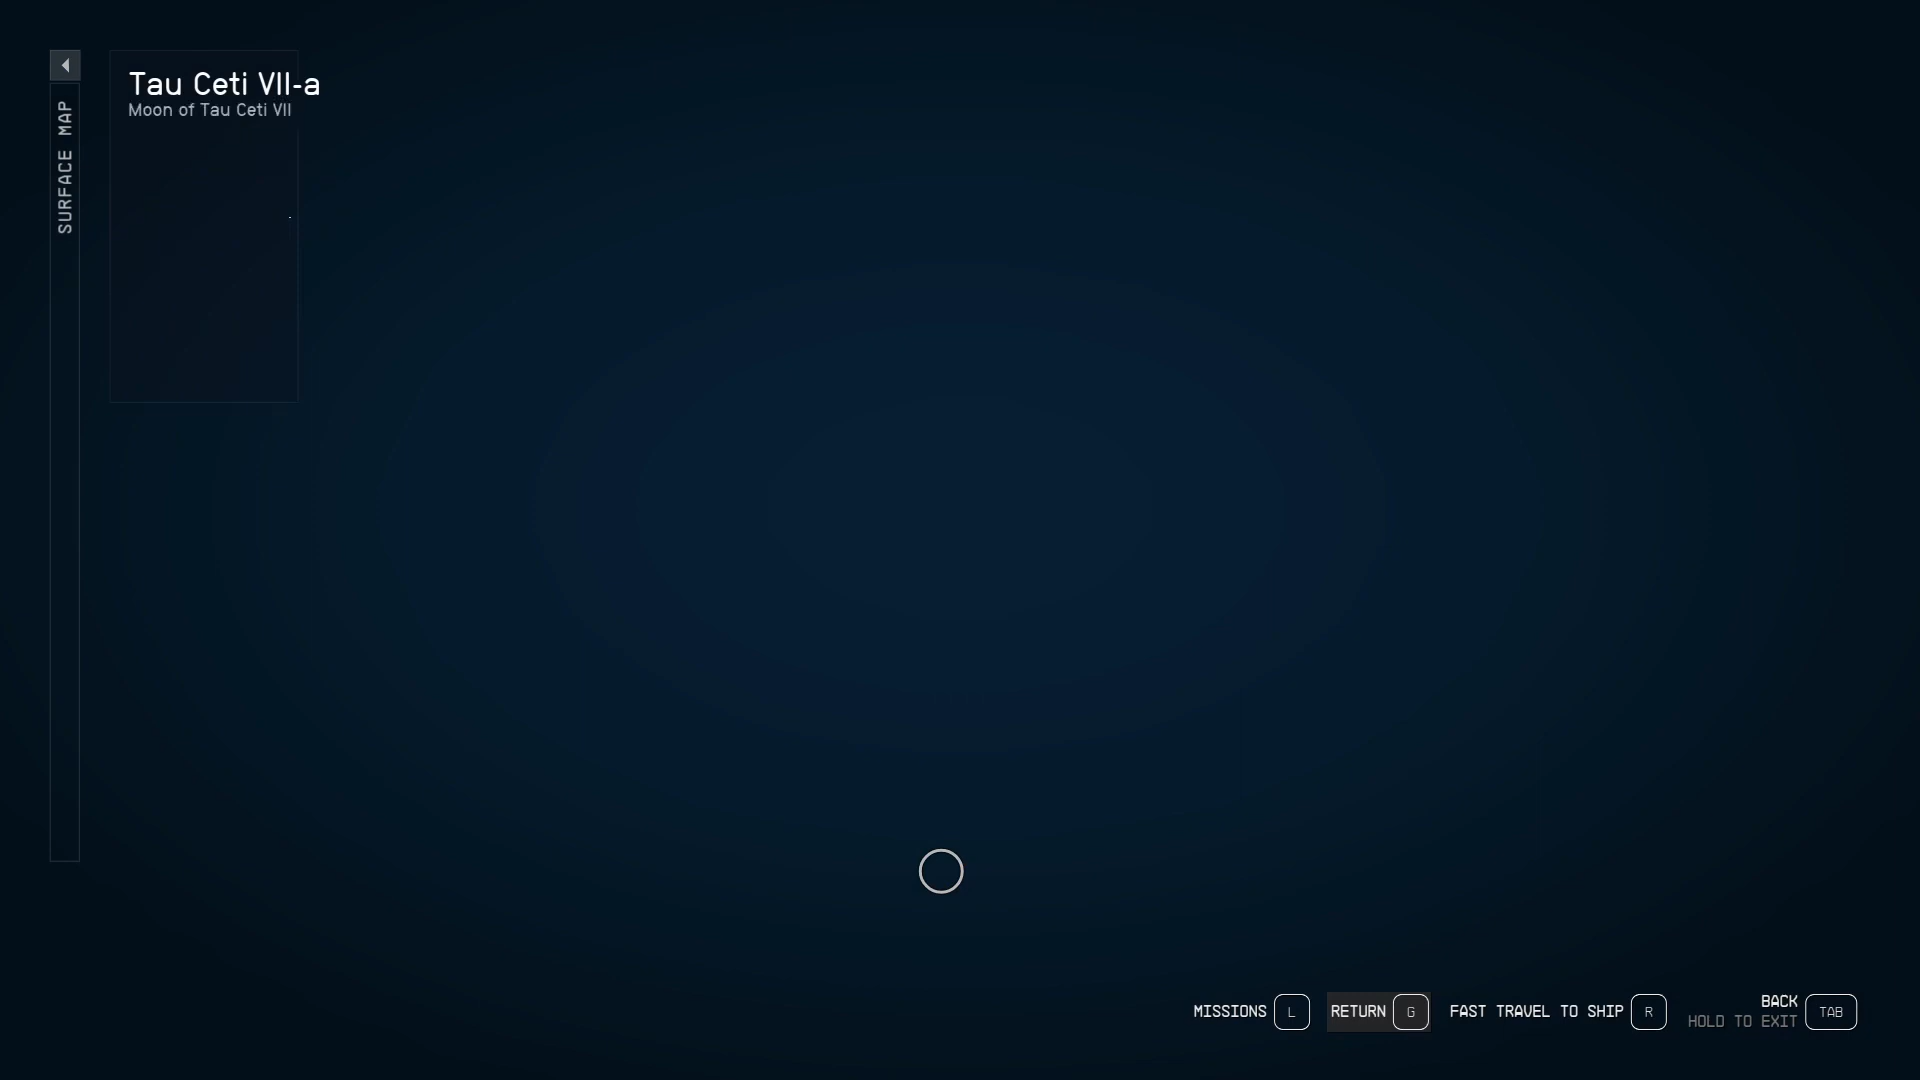 Tau Ceti VII-a
Moon of Tau Ceti VII
SURFACE MAP
MISSIONS L
RETURN G
FAST TRAVEL TO SHIP R
BACK
HOLD TO EXIT
TAB